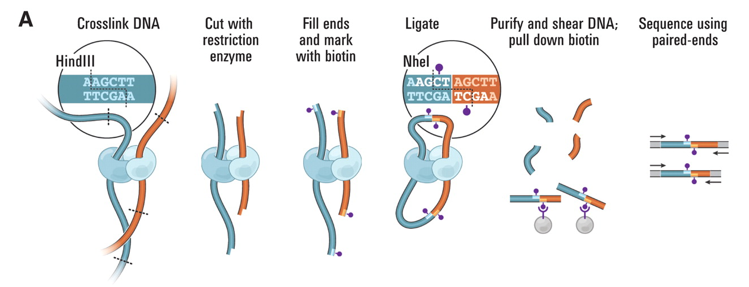 A
Crosslink DNA
HindIII
AAGCTT
TTCGAA
Cut with
restriction
enzyme
Fill ends
and mark
with biotin
Ligate
NheI
AAGCT AGCTT
TTCGA TCGAA
Purify and shear DNA;
pull down biotin
Sequence using
paired-ends